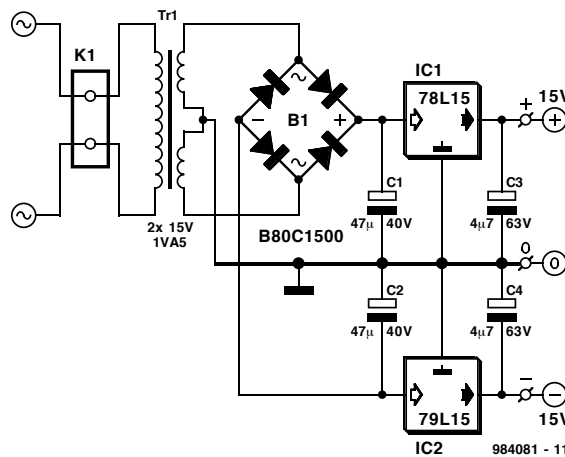 Tr1
K1
IC1
78L15
+
15V
+
~
B1
−
+
~
C1
47µ
40V
C3
4µ7
63V
2x 15V
1VA5
B80C1500
0
0
C2
47µ
40V
C4
4µ7
63V
79L15
−
−
15V
IC2
984081 - 11